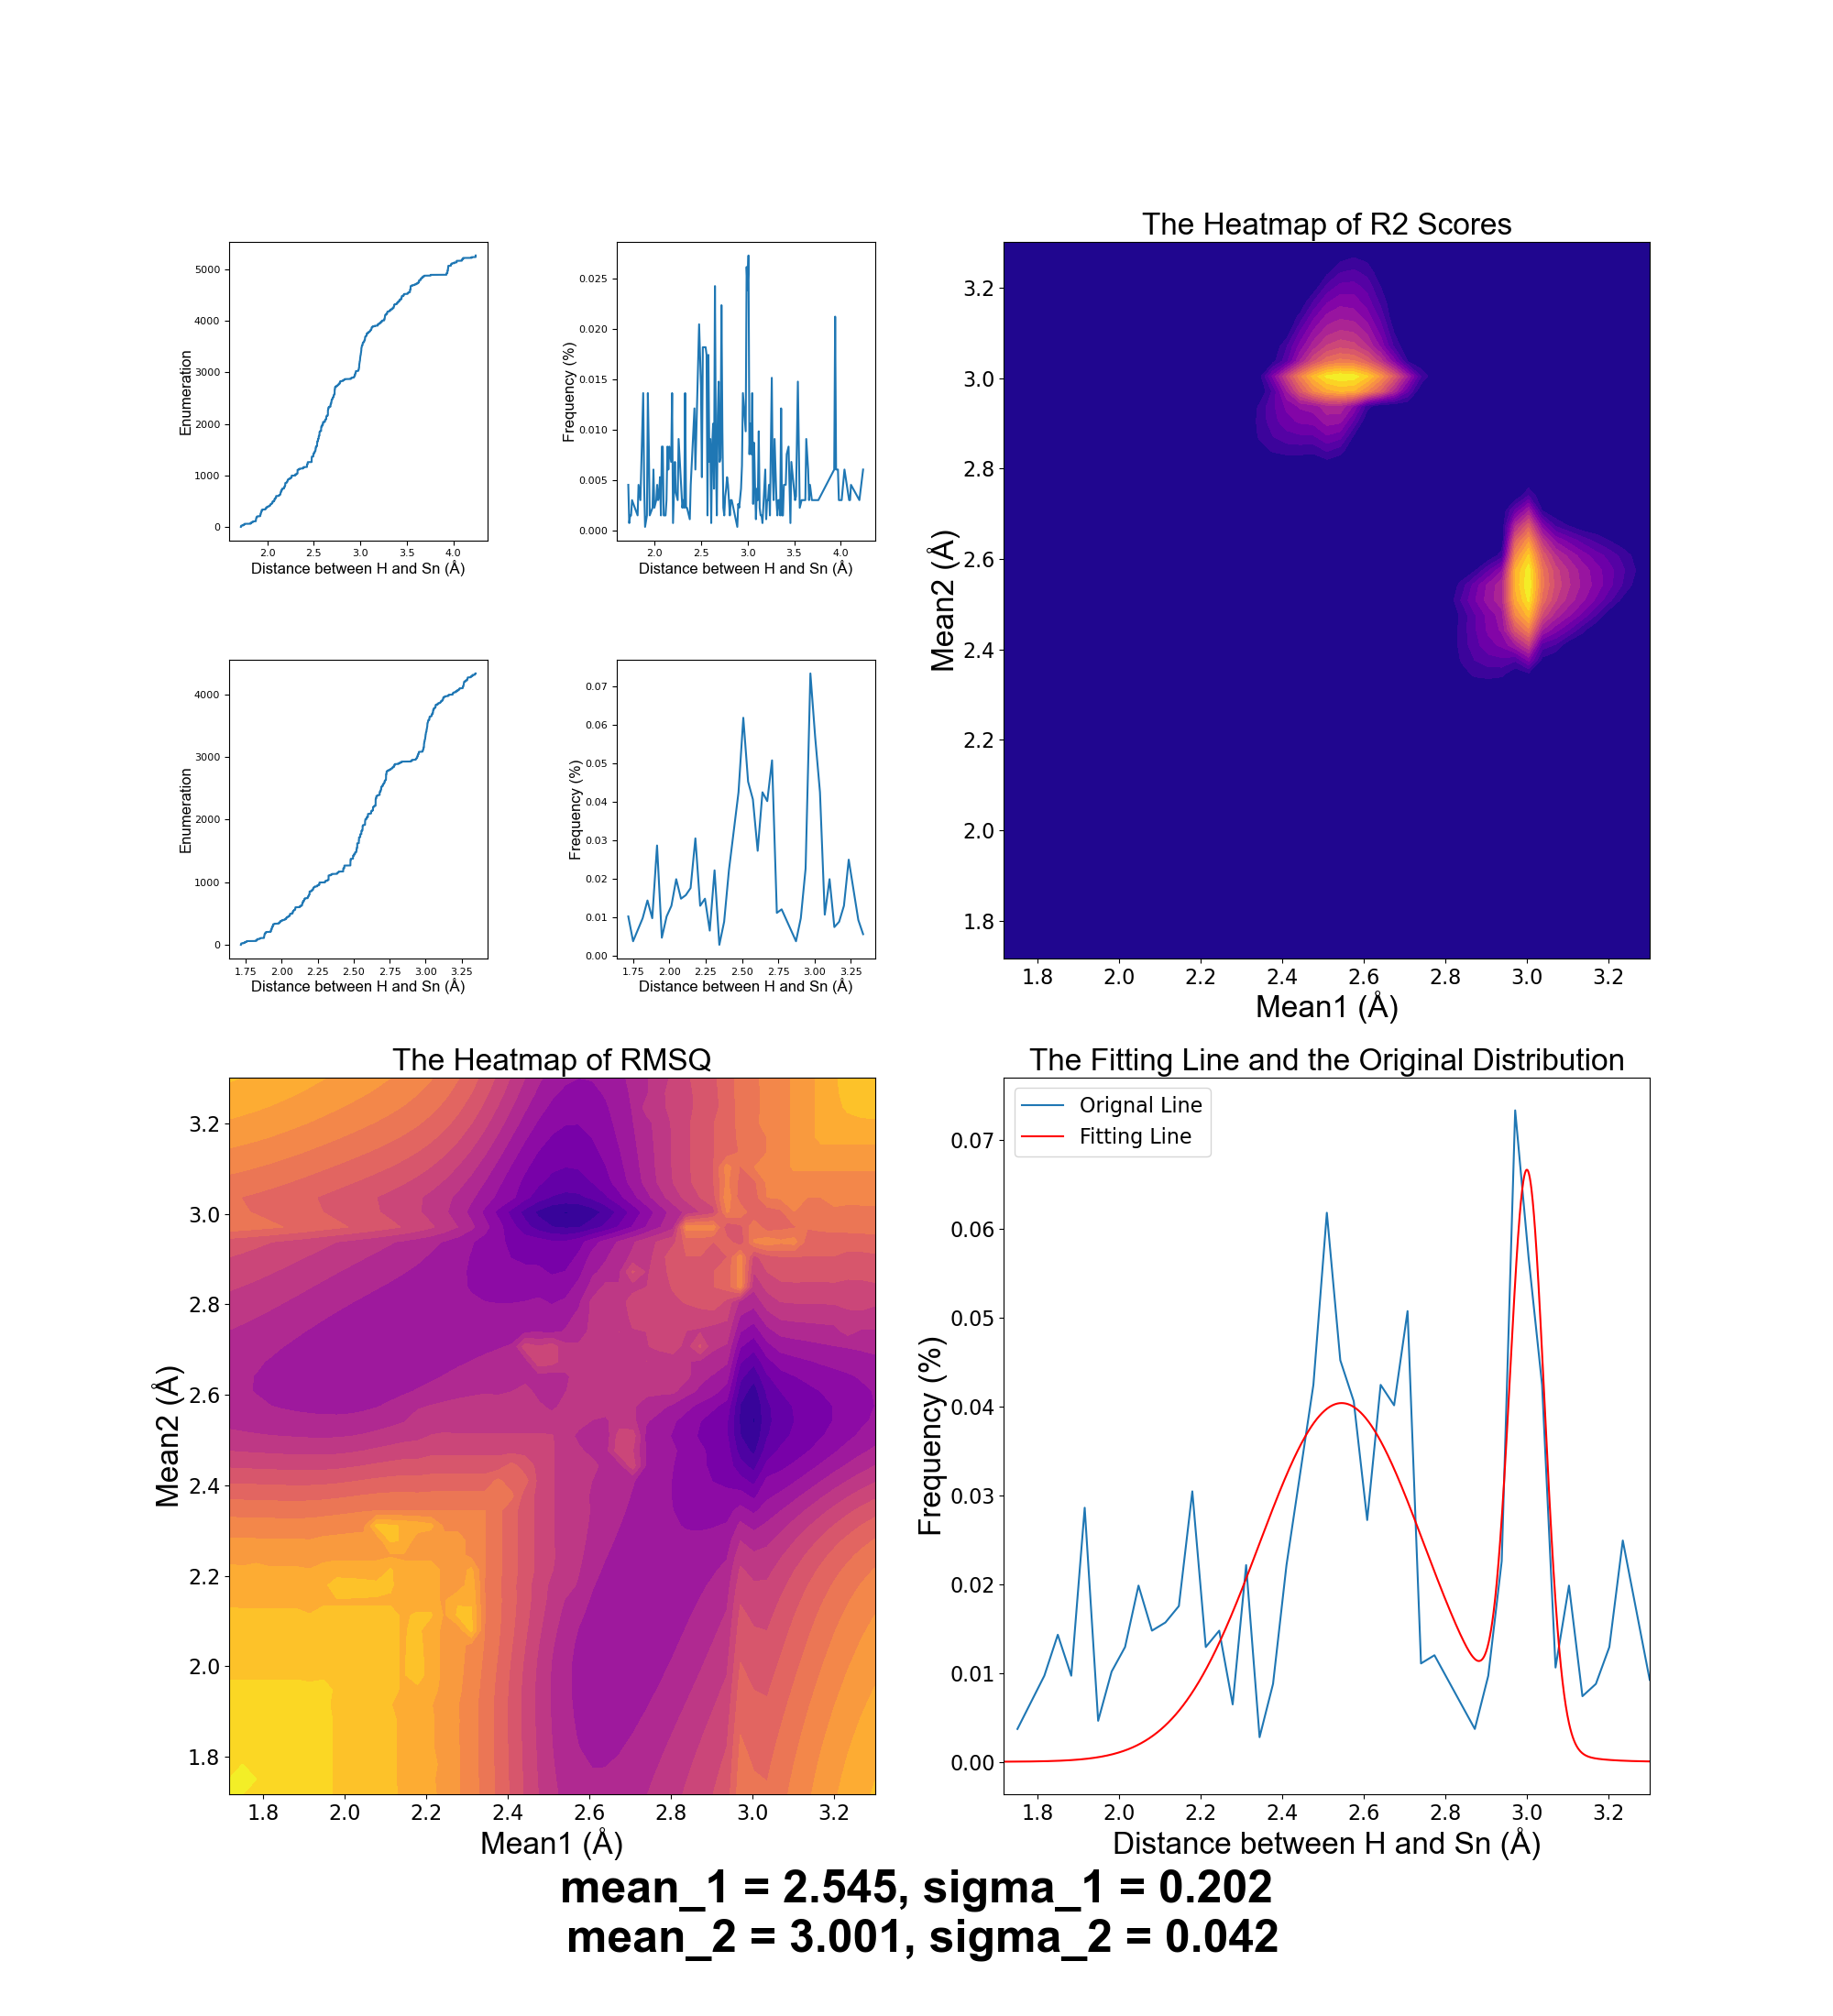 The Heatmap of R2 Scores
5000
4000
3000
2000
1000
0
Enumeration
2.0 2.5 3.0 3.5 4.0
Distance between H and Sn (Å)
0.025
0.020
0.015
0.010
0.005
0.000
Frequency (%)
2.0 2.5 3.0 3.5 4.0
Distance between H and Sn (Å)
3.2
3.0
2.8
2.6
2.4
2.2
2.0
1.8
Mean2 (Å)
1.8 2.0 2.2 2.4 2.6 2.8 3.0 3.2
Mean1 (Å)
4000
3000
2000
1000
0
Enumeration
1.75 2.00 2.25 2.50 2.75 3.00 3.25
Distance between H and Sn (Å)
0.07
0.06
0.05
0.04
0.03
0.02
0.01
0.00
Frequency (%)
1.75 2.00 2.25 2.50 2.75 3.00 3.25
Distance between H and Sn (Å)
The Heatmap of RMSQ
3.2
3.0
2.8
2.6
2.4
2.2
2.0
1.8
Mean2 (Å)
1.8 2.0 2.2 2.4 2.6 2.8 3.0 3.2
Mean1 (Å)
The Fitting Line and the Original Distribution
Orignal Line
Fitting Line
0.07
0.06
0.05
0.04
0.03
0.02
0.01
0.00
Frequency (%)
1.8 2.0 2.2 2.4 2.6 2.8 3.0 3.2
Distance between H and Sn (Å)
mean_1 = 2.545, sigma_1 = 0.202
mean_2 = 3.001, sigma_2 = 0.042